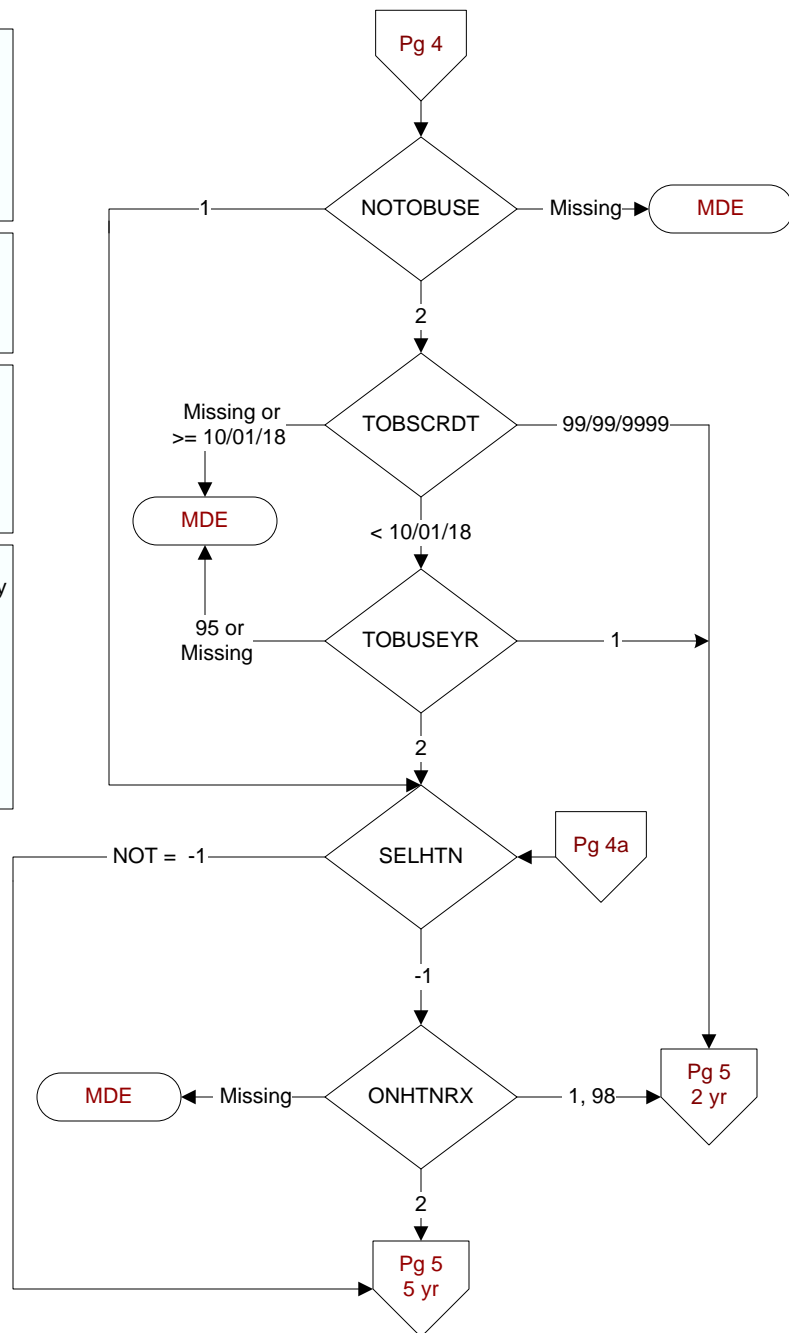 Pg 4
NOTOBUSE
1
Missing
MDE
2
TOBSCRDT
Missing or
>= 10/01/18
99/99/9999
MDE
< 10/01/18
y
TOBUSEYR
95 or
Missing
1
2
SELHTN
Pg 4a
NOT = -1
-1
ONHTNRX
MDE
Missing
1, 98
Pg 5
2 yr
2
Pg 5
5 yr